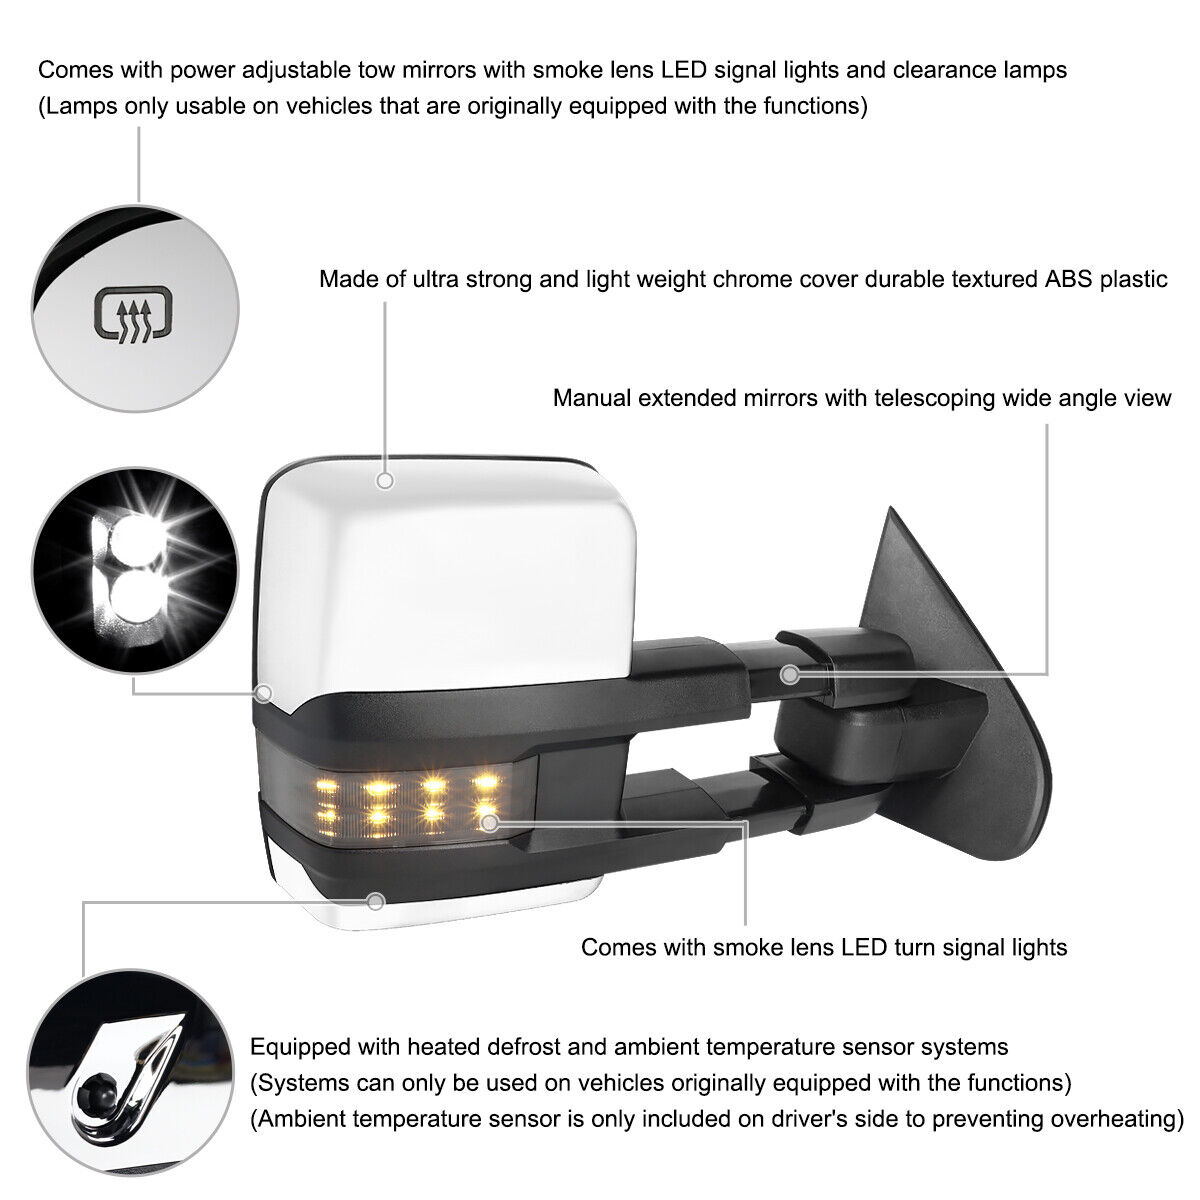 Comes with power adjustable tow mirrors with smoke lens LED signal lights and clearance lamps
(Lamps only usable on vehicles that are originally equipped with the functions)
Made of ultra strong and light weight chrome cover durable textured ABS plastic
Manual extended mirrors with telescoping wide angle view
Comes with smoke lens LED turn signal lights
Equipped with heated defrost and ambient temperature sensor systems
(Systems can only be used on vehicles originally equipped with the functions)
(Ambient temperature sensor is only included on driver's side to preventing overheating)